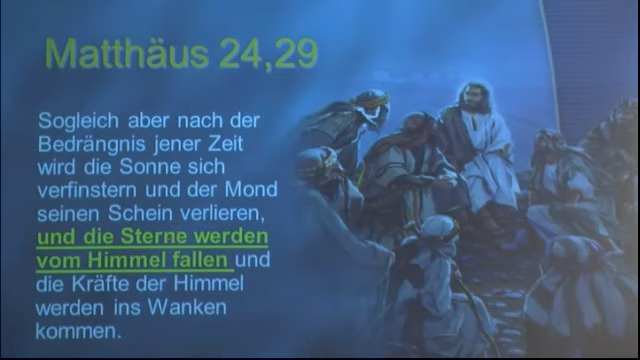 Matthäus 24,29
Sogleich aber nach der
Bedrängnis jener Zeit
wird die Sonne sich
verfinstern und der Mond
seinen Schein verlieren,
und die Sterne werden
vom Himmel fallen und
die Kräfte der Himmel
werden ins Wanken
kommen.